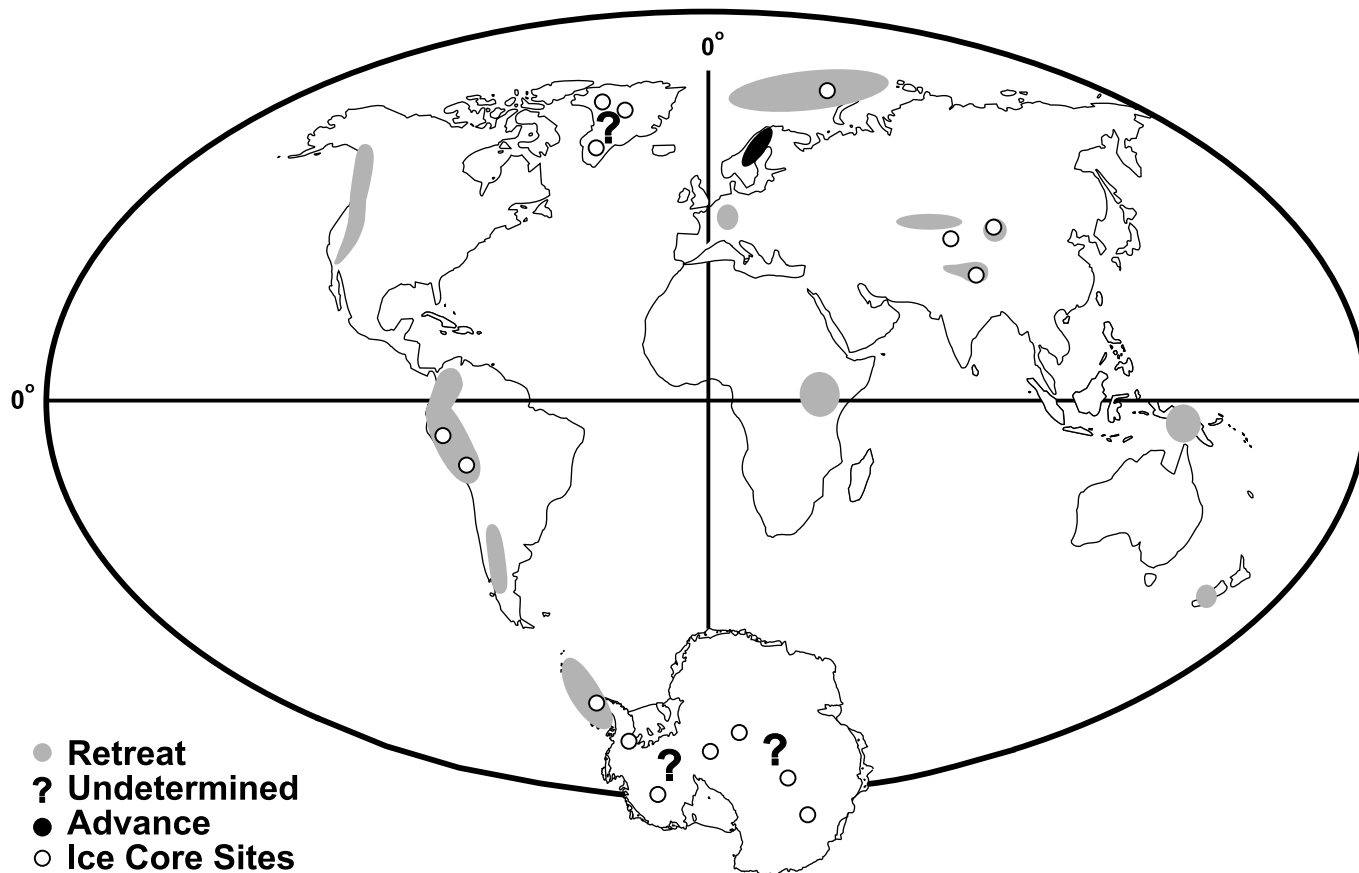 0°
?
0°
?
?
Retreat
? Undetermined
Advance
Ice Core Sites